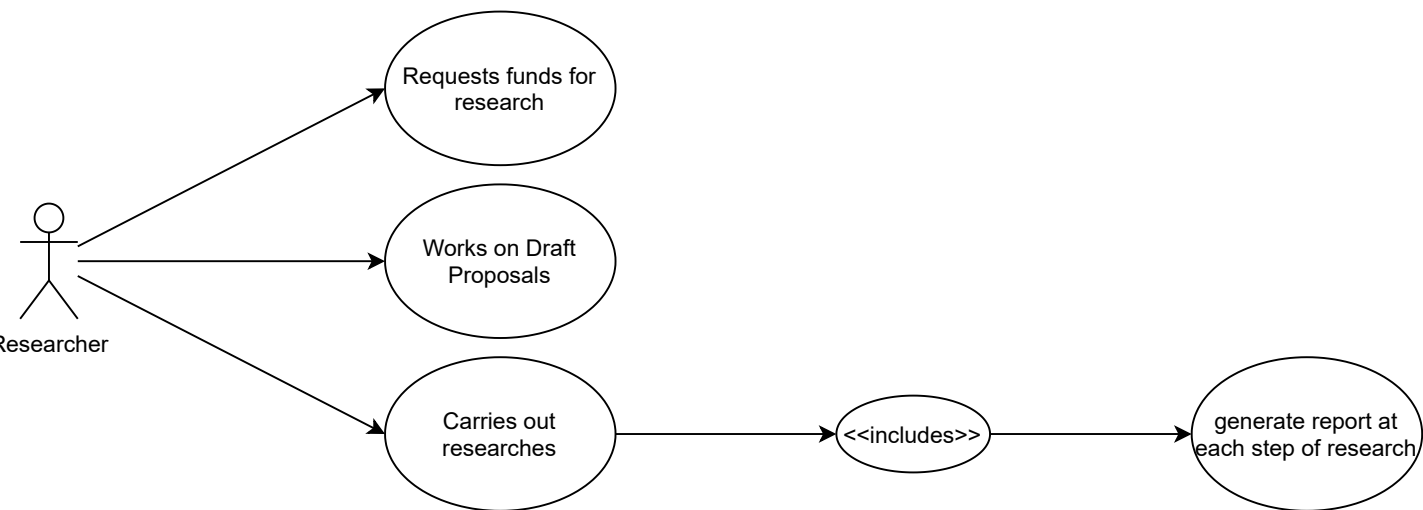 Requests funds for
research
Works on Draft
Proposals
Researcher
Carries out
researches
<<includes>>
generate report at
each step of research